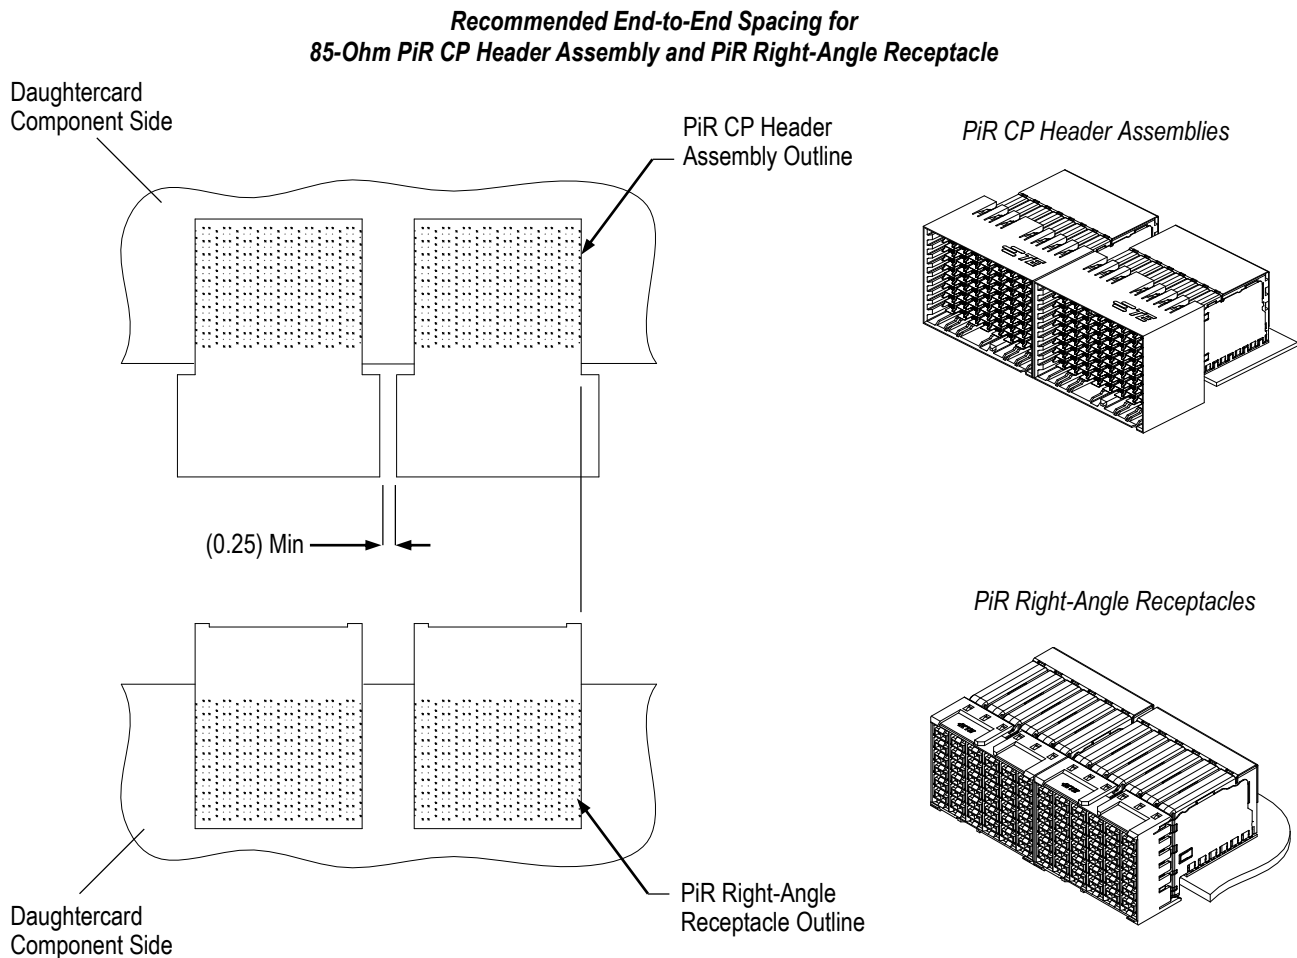 Recommended End-to-End Spacing for
85-Ohm PiR CP Header Assembly and PiR Right-Angle Receptacle
Daughtercard
Component Side
PiR CP Header
Assembly Outline
PiR CP Header Assemblies
TE
TE
(0.25) Min
PiR Right-Angle Receptacles
PiR Right-Angle
Receptacle Outline
Daughtercard
Component Side